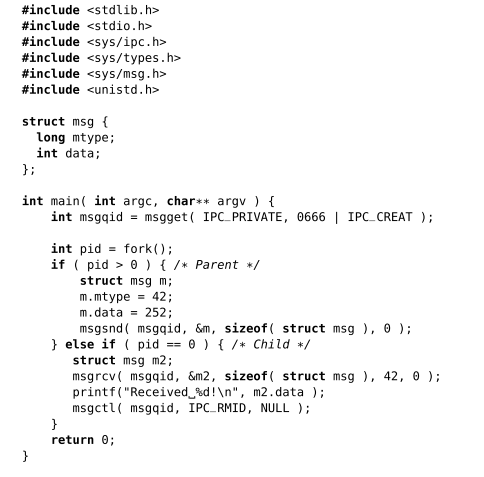 #include <stdlib.h>
#include <stdio.h>
#include <sys/ipc.h>
#include <sys/types.h>
#include <sys/msg.h>
#include <unistd.h>

struct msg {
  long mtype;
  int data;
};

int main( int argc, char** argv ) {
    int msgqid = msgget( IPC_PRIVATE, 0666 | IPC_CREAT );

    int pid = fork();
    if ( pid > 0 ) { /* Parent */
        struct msg m;
        m.mtype = 42;
        m.data = 252;
        msgsnd( msgqid, &m, sizeof( struct msg ), 0 );
    } else if ( pid == 0 ) { /* Child */
       struct msg m2;
       msgrcv( msgqid, &m2, sizeof( struct msg ), 42, 0 );
       printf("Received␣%d!\n", m2.data );
       msgctl( msgqid, IPC_RMID, NULL );
    }
    return 0;
}